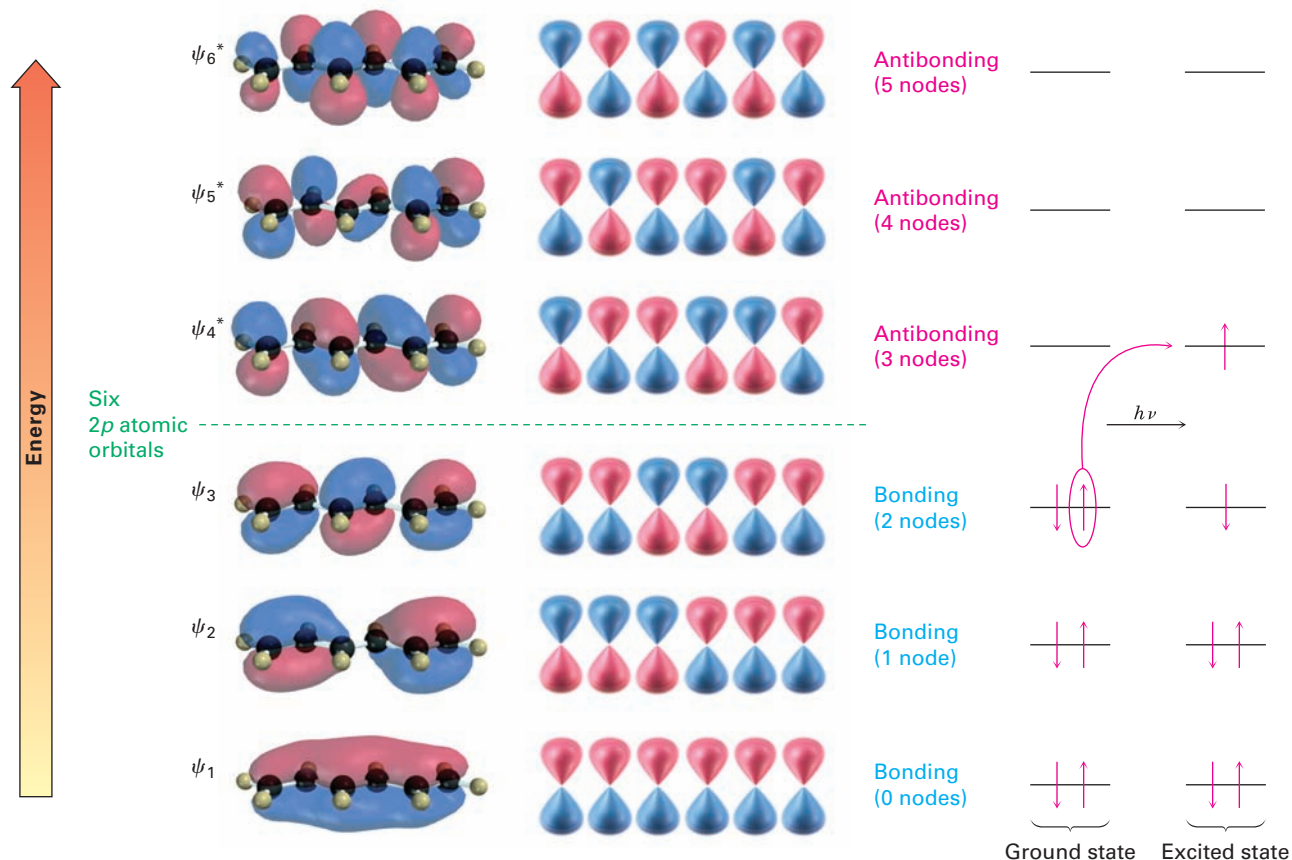 ψ6*
Antibonding
(5 nodes)
ψ5*
Antibonding
(4 nodes)
ψ4*
Antibonding
(3 nodes)
Energy
Six
2p atomic
orbitals
hν
ψ3
Bonding
(2 nodes)
ψ2
Bonding
(1 node)
ψ1
Bonding
(0 nodes)
Ground state
Excited state